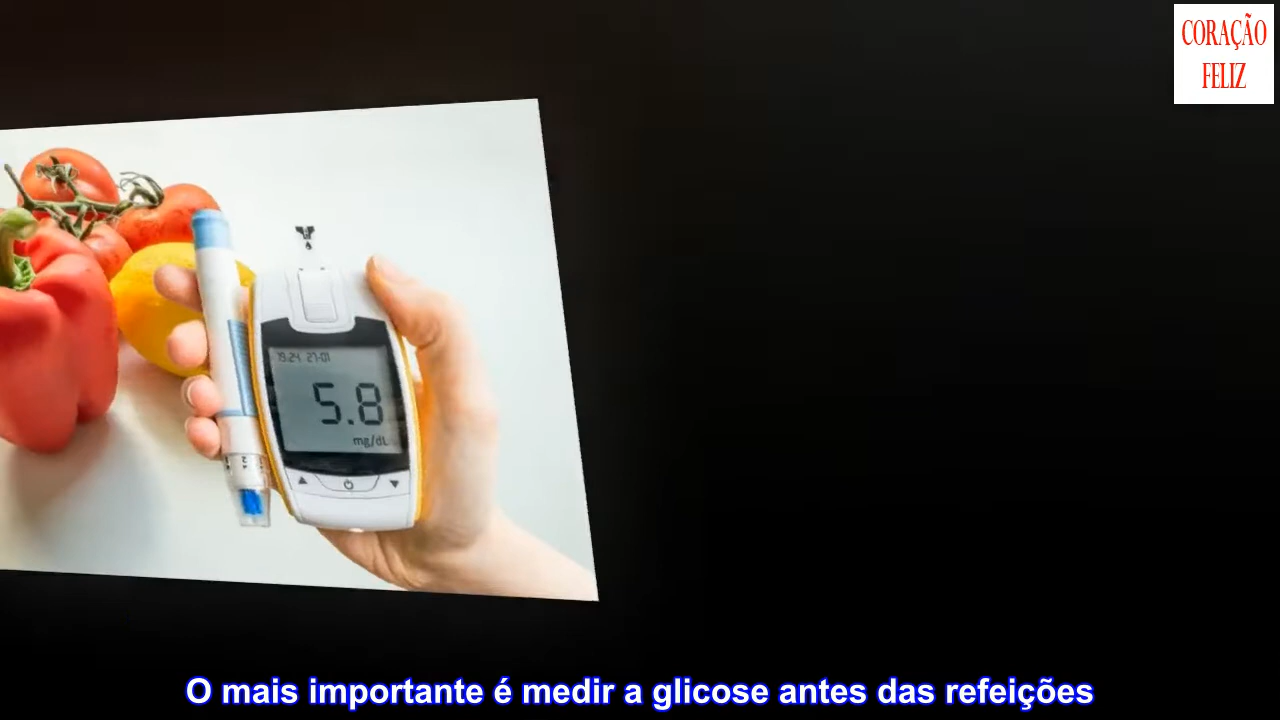 CORAÇÃO
FELIZ
19:24 27-01
5.8
mg/dL
O mais importante é medir a glicose antes das refeições